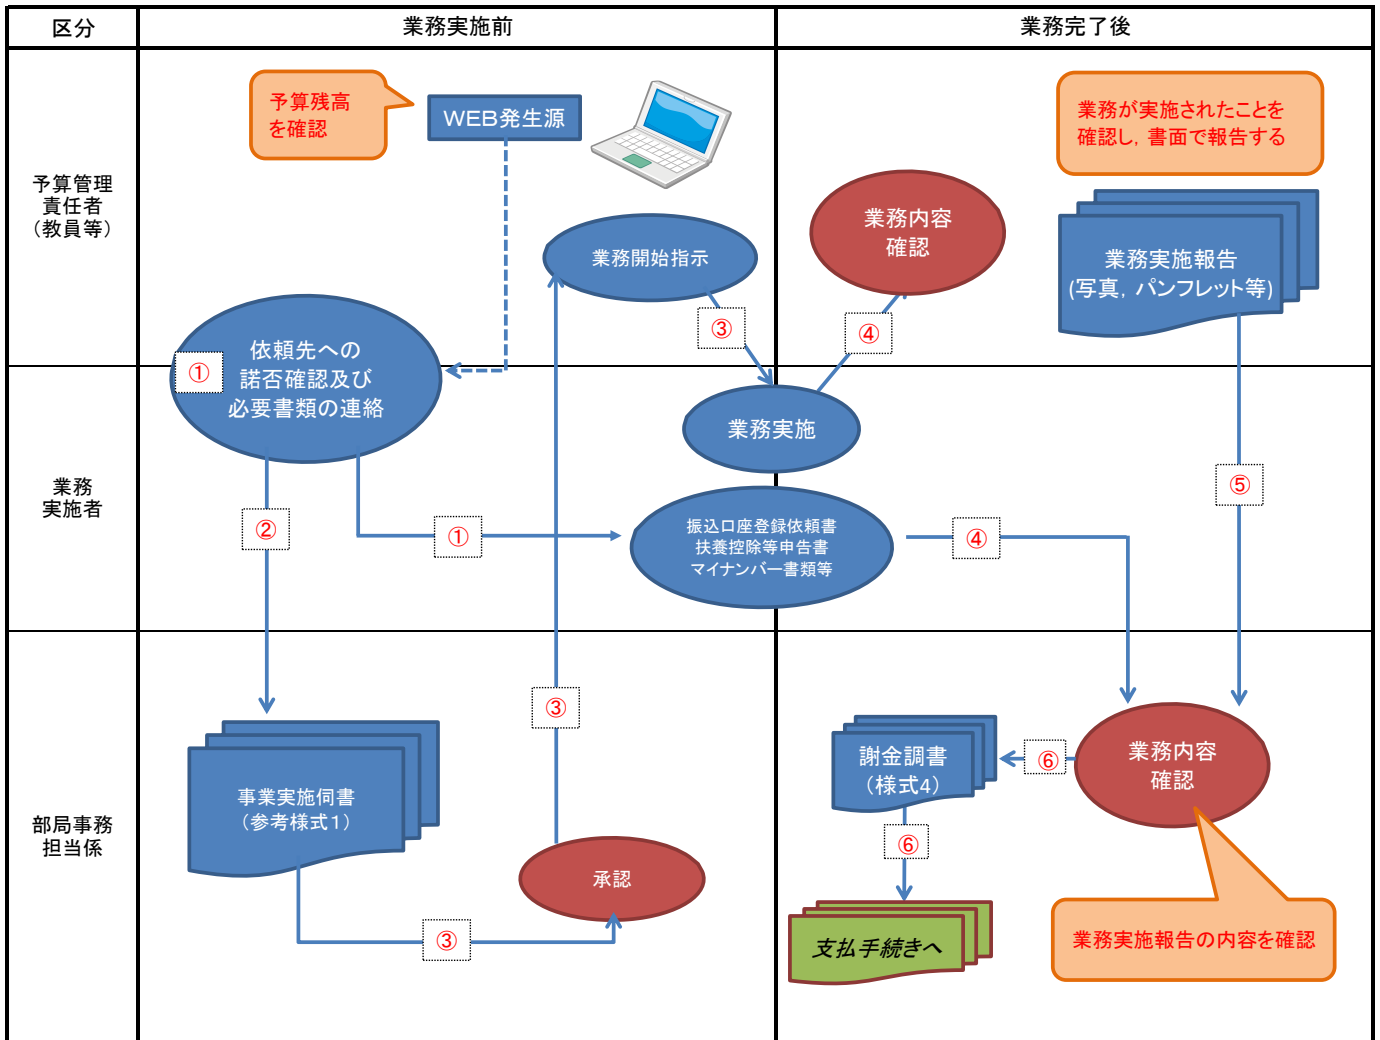 区分
業務実施前
業務完了後
予算管理
責任者
（教員等）
予算残高
を確認
WEB発生源
業務開始指示
①
依頼先への
諾否確認及び
必要書類の連絡
③
業務内容
確認
④
業務が実施されたことを
確認し，書面で報告する
業務実施報告
(写真，パンフレット等)
業務
実施者
業務実施
②
①
振込口座登録依頼書
扶養控除等申告書
マイナンバー書類等
④
⑤
部局事務
担当係
事業実施伺書
（参考様式１）
③
承認
③
謝金調書
（様式4）
⑥
業務内容
確認
⑥
支払手続きへ
業務実施報告の内容を確認